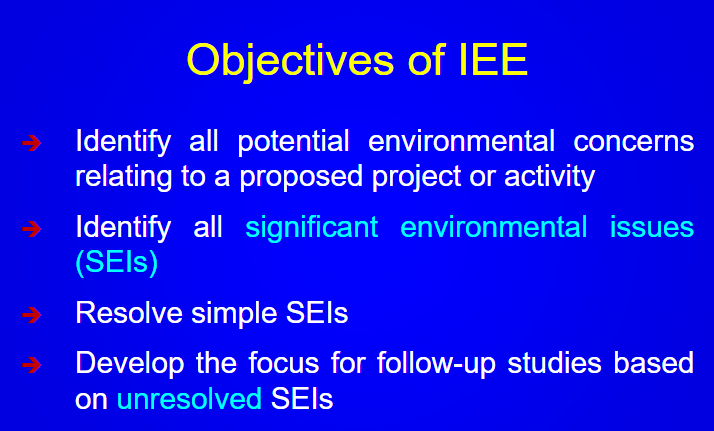 Objectives of IEE
Identify all potential environmental concerns
relating to a proposed project or activity
Identify all significant environmental issues
(SEIs)
Resolve simple SEIs
Develop the focus for follow-up studies based
on unresolved SEIs